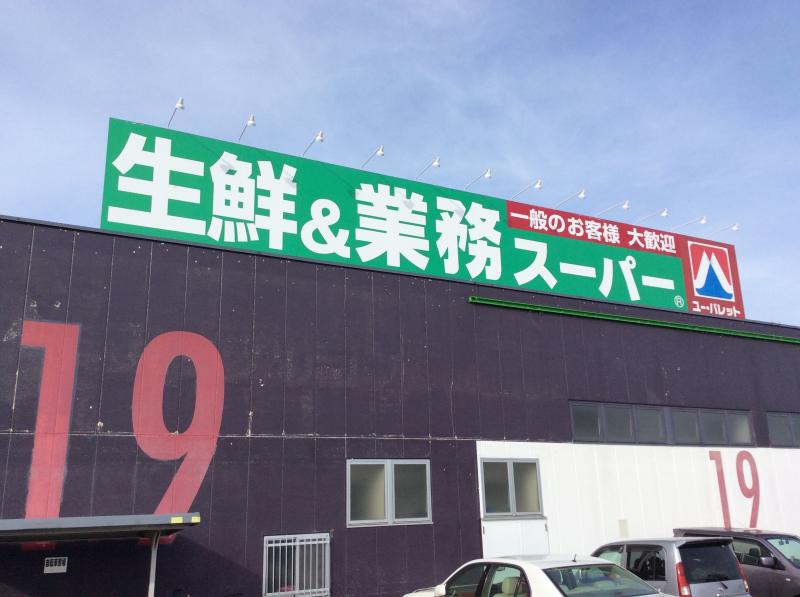 生鮮&業務スーパー
一般のお客様 大歓迎
®
ユー・パレット
19
19